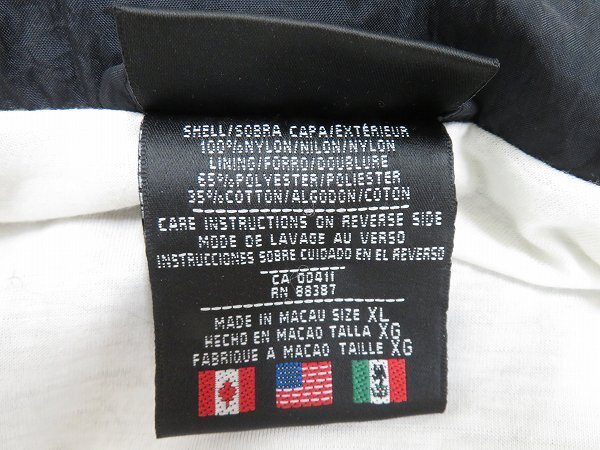 SHELL/SOBRA CAPA/EXTÉRIEUR
100%NYLON/NILON/NYLON
LINING/FORRO/DOUBLURE
65%POLYESTER/POLIESTER
35%COTTON/ALGODON/COTON
CARE INSTRUCTIONS ON REVERSE SIDE
MODE DE LAVAGE AU VERSO
INSTRUCCIONES SOBRE CUIDADO EN EL REVERSO
CA 00411
RN 88387
MADE IN MACAU SIZE XL
HECHO EN MACAO TALLA XG
FABRIQUE A MACAO TAILLE XG